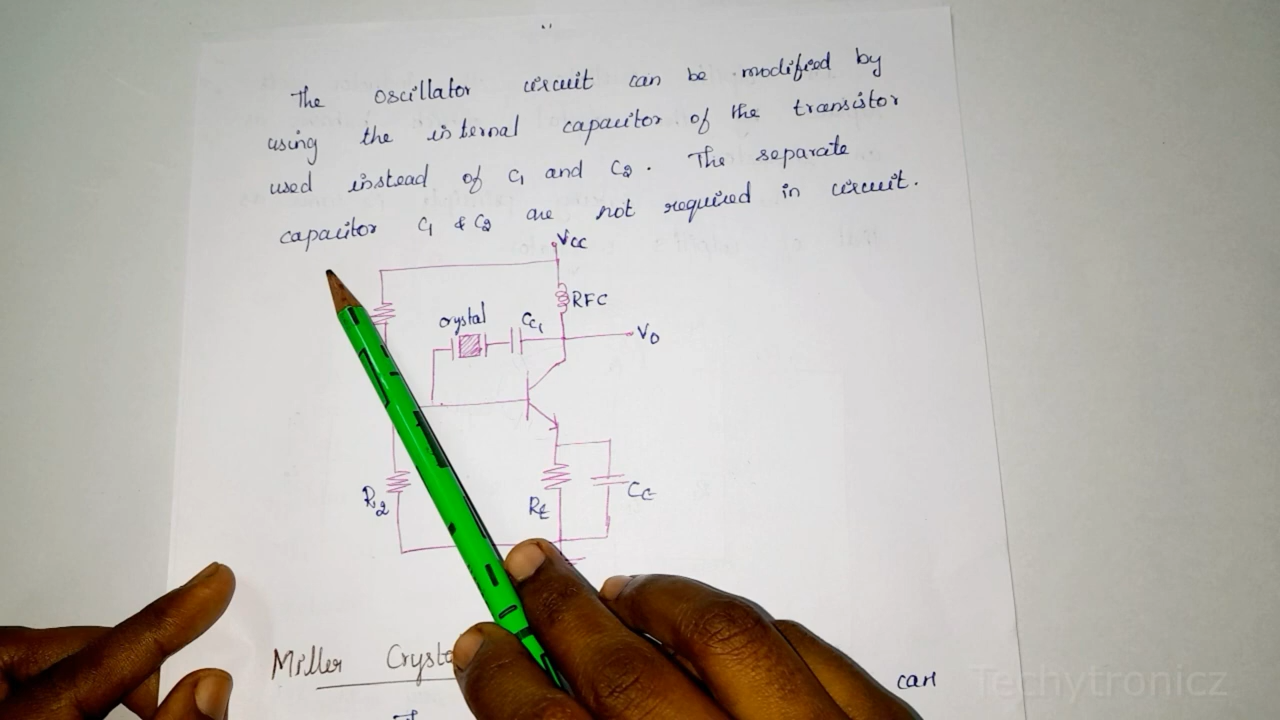 The oscillator circuit can be modified by
using the internal capacitor of the transistor
used instead of C1 and C2. The separate
capacitor C1 & C2 are not required in circuit.
VCC
RFC
crystal CC1
VO
R2
RE
CE
Miller
can
Techytronicz